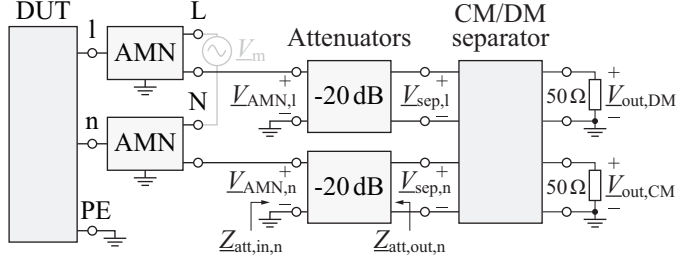 DUT
CM/DM
separator
l
AMN
L
V_m
Attenuators
-20 dB
V_AMN,l
+
−
V_sep,l
+
−
50 Ω
+
−
V_out,DM
N
n
AMN
-20 dB
V_AMN,n
+
−
V_sep,n
+
−
50 Ω
+
−
V_out,CM
PE
Z_att,in,n
Z_att,out,n